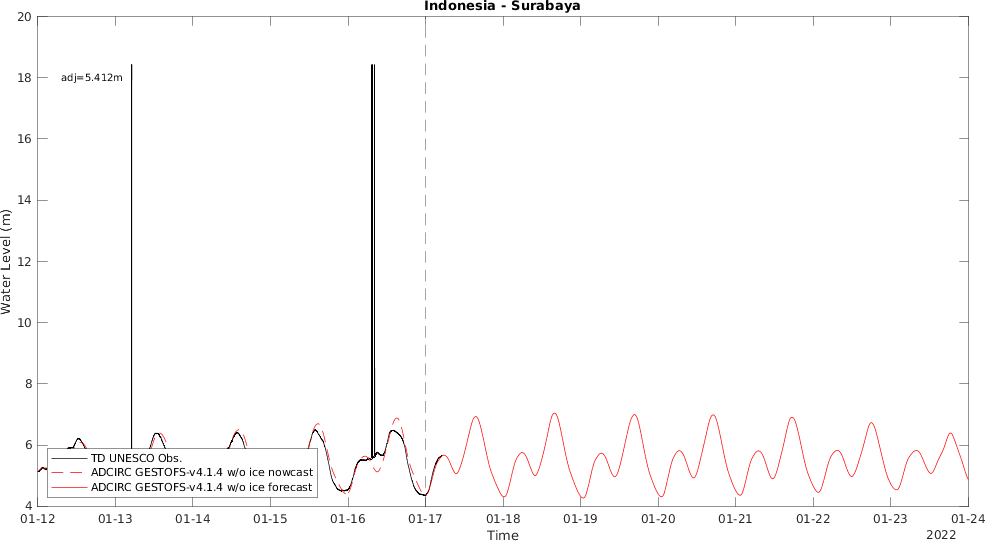 Indonesia - Surabaya
20
18
16
14
12
10
8
6
4
Water Level (m)
adj=5.412m
TD UNESCO Obs.
ADCIRC GESTOFS-v4.1.4 w/o ice nowcast
ADCIRC GESTOFS-v4.1.4 w/o ice forecast
01-12 01-13 01-14 01-15 01-16 01-17 01-18 01-19 01-20 01-21 01-22 01-23 01-24
Time
2022